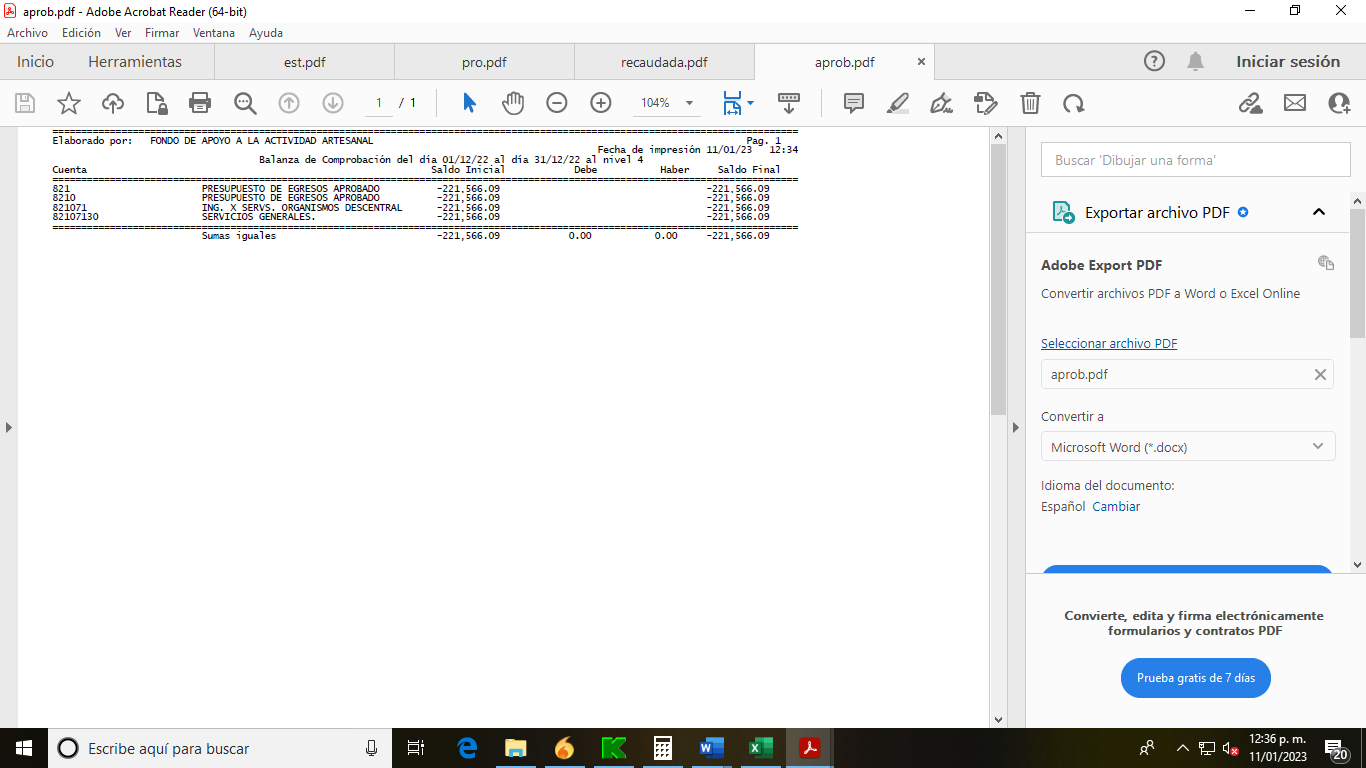 aprob.pdf - Adobe Acrobat Reader (64-bit)
Archivo Edición Ver Firmar Ventana Ayuda
Inicio Herramientas est.pdf pro.pdf recaudada.pdf aprob.pdf Iniciar sesión
1 / 1 104%
Elaborado por: FONDO DE APOYO A LA ACTIVIDAD ARTESANAL Pag. 1
Fecha de impresión 11/01/23 12:34
Balanza de Comprobación del día 01/12/22 al día 31/12/22 al nivel 4
Cuenta Saldo Inicial Debe Haber Saldo Final
821 PRESUPUESTO DE EGRESOS APROBADO -221,566.09 -221,566.09
8210 PRESUPUESTO DE EGRESOS APROBADO -221,566.09 -221,566.09
821071 ING. X SERVS. ORGANISMOS DESCENTRAL -221,566.09 -221,566.09
82107130 SERVICIOS GENERALES. -221,566.09 -221,566.09
Sumas iguales -221,566.09 0.00 0.00 -221,566.09
Buscar 'Dibujar una forma'
Exportar archivo PDF
Adobe Export PDF
Convertir archivos PDF a Word o Excel Online
Seleccionar archivo PDF
aprob.pdf
Convertir a
Microsoft Word (*.docx)
Idioma del documento:
Español Cambiar
Convierte, edita y firma electrónicamente
formularios y contratos PDF
Prueba gratis de 7 días
Escribe aquí para buscar
12:36 p. m.
11/01/2023
20